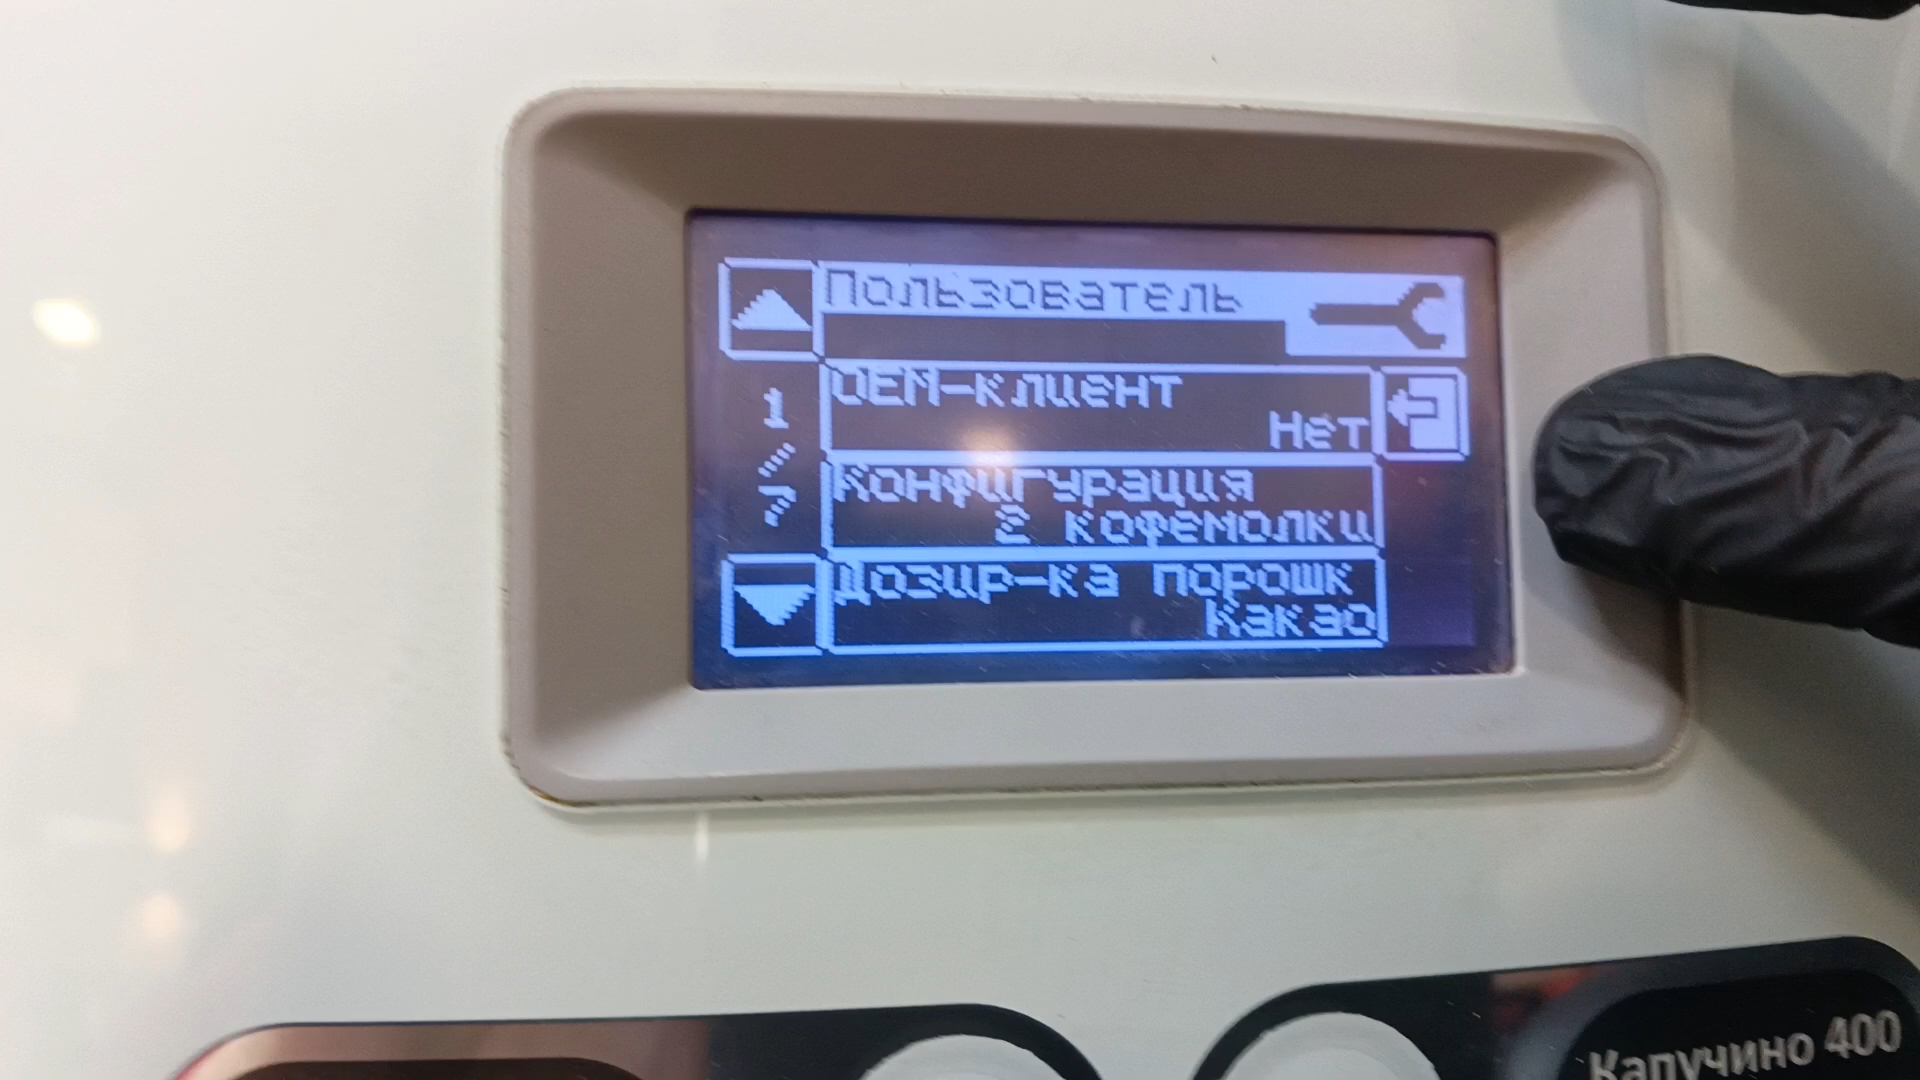 Пользователь
OEM-клиент
Нет
1
/
7
Конфигурация
2 кофемолки
Дозир-ка порошк
Какао
Капучино 400